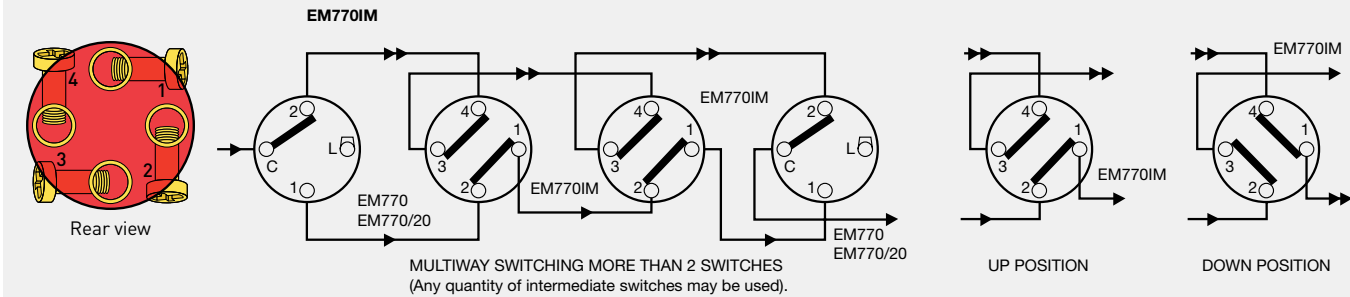 EM770IM
4
1
3
2
Rear view
2
C
L
1
EM770
EM770/20
4
1
3
2
EM770IM
4
1
3
2
EM770IM
2
C
L
1
EM770
EM770/20
MULTIWAY SWITCHING MORE THAN 2 SWITCHES
(Any quantity of intermediate switches may be used).
4
1
3
2
EM770IM
UP POSITION
EM770IM
4
1
3
2
DOWN POSITION